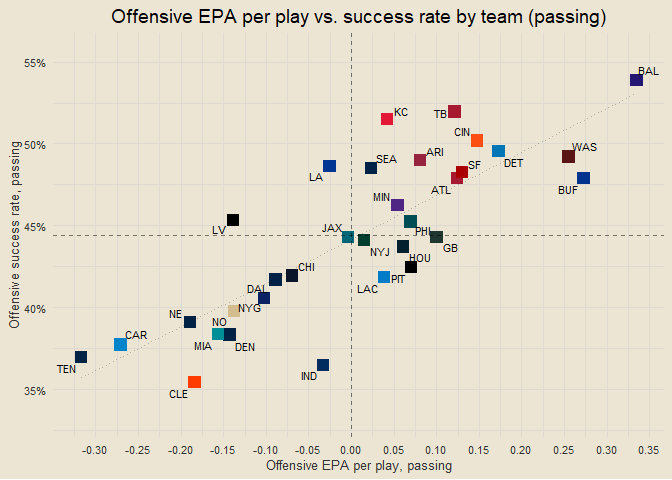 Offensive EPA per play vs. success rate by team (passing)
Offensive success rate, passing
55%
50%
45%
40%
35%
BAL
KC
TB
CIN
WAS
SEA
ARI
SF
DET
LA
ATL
BUF
MIN
LV
JAX
PHI
GB
NYJ
HOU
CHI
PIT
DAL
LAC
NE
NYG
NO
CAR
MIA
DEN
TEN
IND
CLE
-0.30 -0.25 -0.20 -0.15 -0.10 -0.05 0.00 0.05 0.10 0.15 0.20 0.25 0.30 0.35
Offensive EPA per play, passing